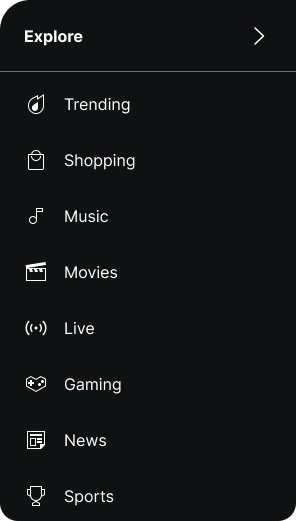 Explore
Trending
Shopping
Music
Movies
Live
Gaming
News
Sports